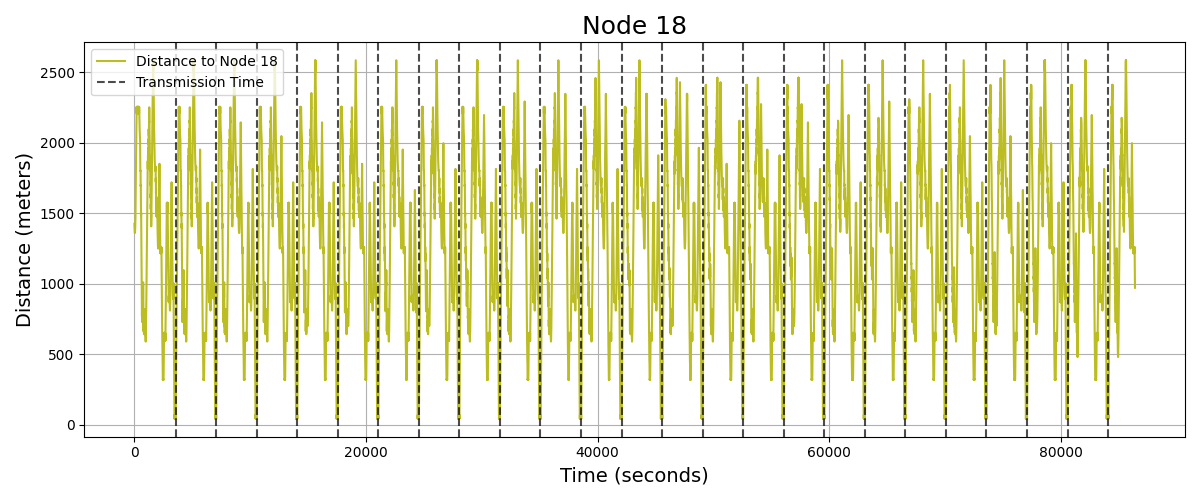 Node 18
Distance to Node 18
Transmission Time
Distance (meters)
2500
2000
1500
1000
500
0
0 20000 40000 60000 80000
Time (seconds)